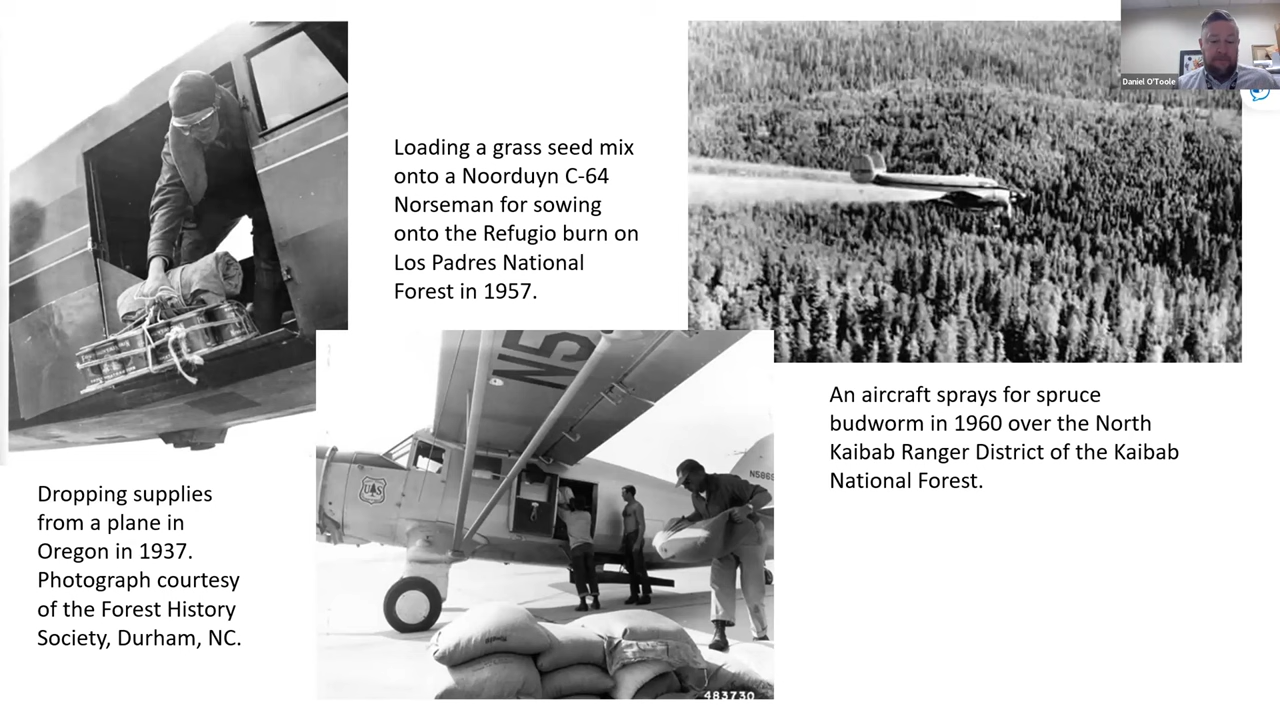 Daniel O'Toole
Loading a grass seed mix
onto a Noorduyn C-64
Norseman for sowing
onto the Refugio burn on
Los Padres National
Forest in 1957.
An aircraft sprays for spruce
budworm in 1960 over the North
Kaibab Ranger District of the Kaibab
National Forest.
Dropping supplies
from a plane in
Oregon in 1937.
Photograph courtesy
of the Forest History
Society, Durham, NC.
N5
U S
N5869
483730